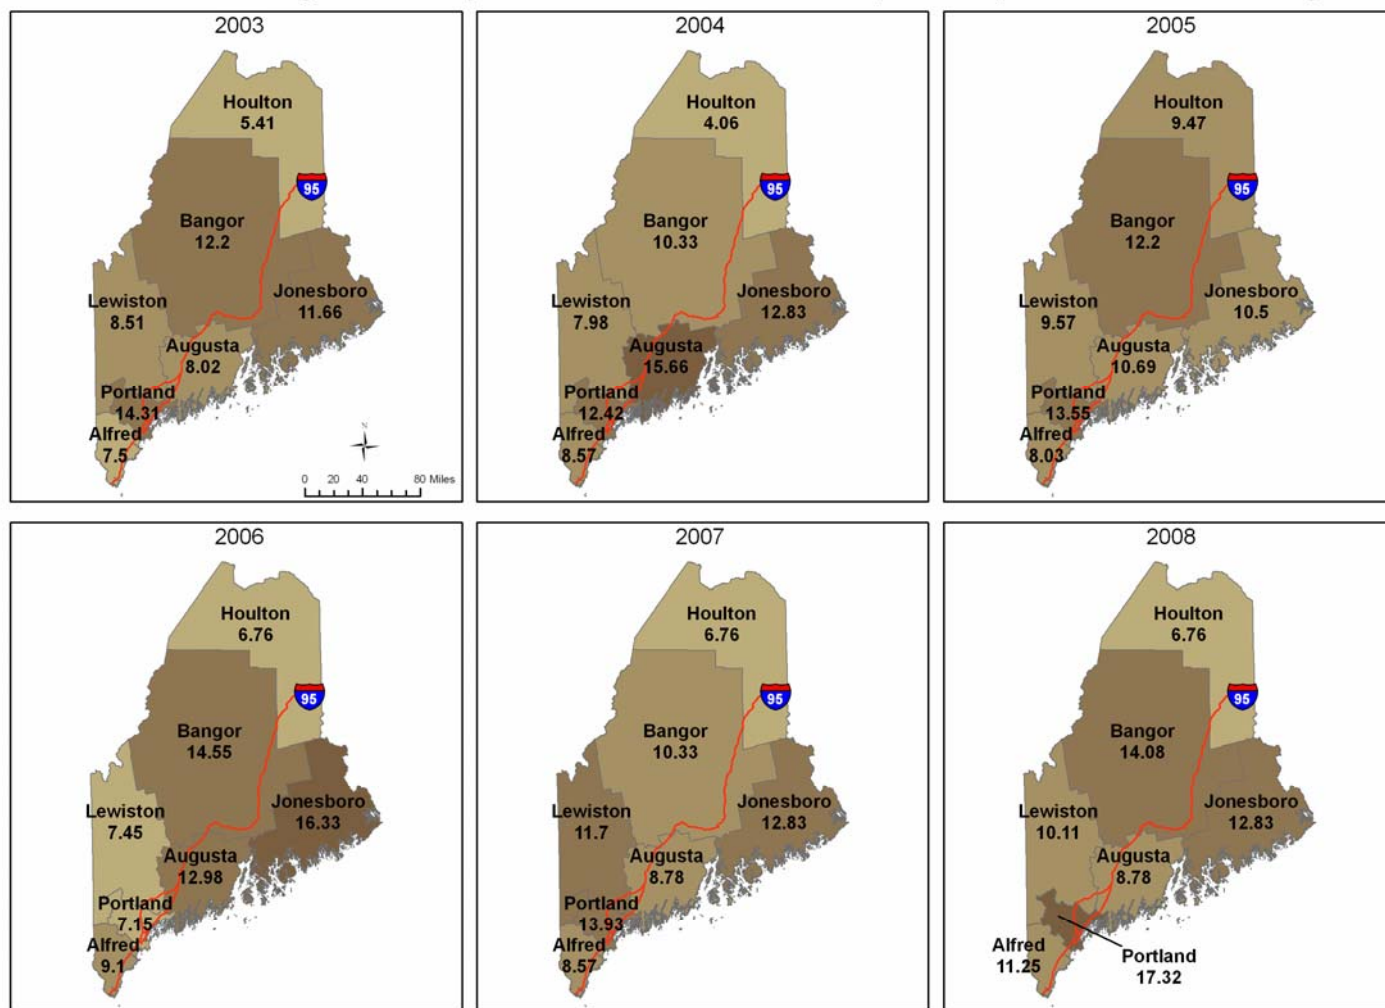 2003
Houlton
5.41
95
Bangor
12.2
Lewiston
8.51
Jonesboro
11.66
Augusta
8.02
Portland
14.31
Alfred
7.5
N
0 20 40 80 Miles
2004
Houlton
4.06
95
Bangor
10.33
Lewiston
7.98
Jonesboro
12.83
Augusta
15.66
Portland
12.42
Alfred
8.57
2005
Houlton
9.47
95
Bangor
12.2
Lewiston
9.57
Jonesboro
10.5
Augusta
10.69
Portland
13.55
Alfred
8.03
2006
Houlton
6.76
95
Bangor
14.55
Lewiston
7.45
Jonesboro
16.33
Augusta
12.98
Portland
7.15
Alfred
9.1
2007
Houlton
6.76
95
Bangor
10.33
Lewiston
11.7
Jonesboro
12.83
Augusta
8.78
Portland
13.93
Alfred
8.57
2008
Houlton
6.76
95
Bangor
14.08
Lewiston
10.11
Jonesboro
12.83
Augusta
8.78
Alfred
11.25
Portland
17.32